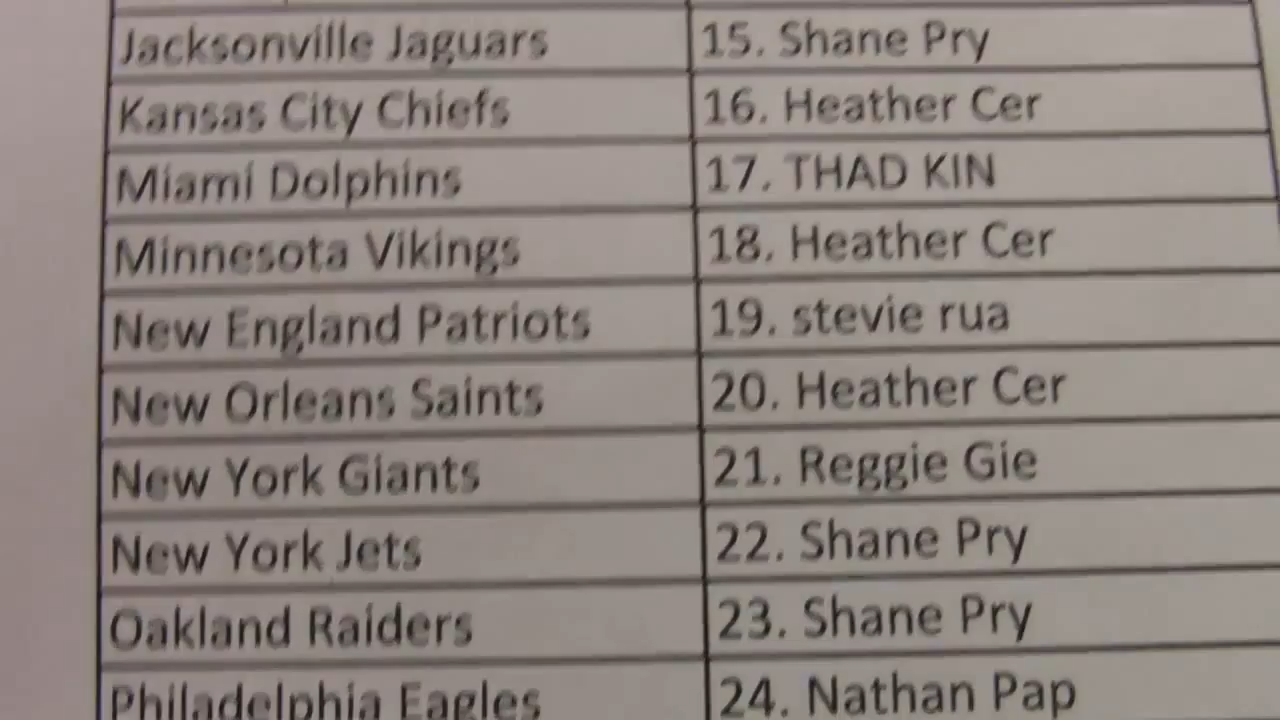 Jacksonville Jaguars 15. Shane Pry
Kansas City Chiefs 16. Heather Cer
Miami Dolphins 17. THAD KIN
Minnesota Vikings 18. Heather Cer
New England Patriots 19. stevie rua
New Orleans Saints 20. Heather Cer
New York Giants 21. Reggie Gie
New York Jets 22. Shane Pry
Oakland Raiders 23. Shane Pry
Philadelphia Eagles 24. Nathan Pap